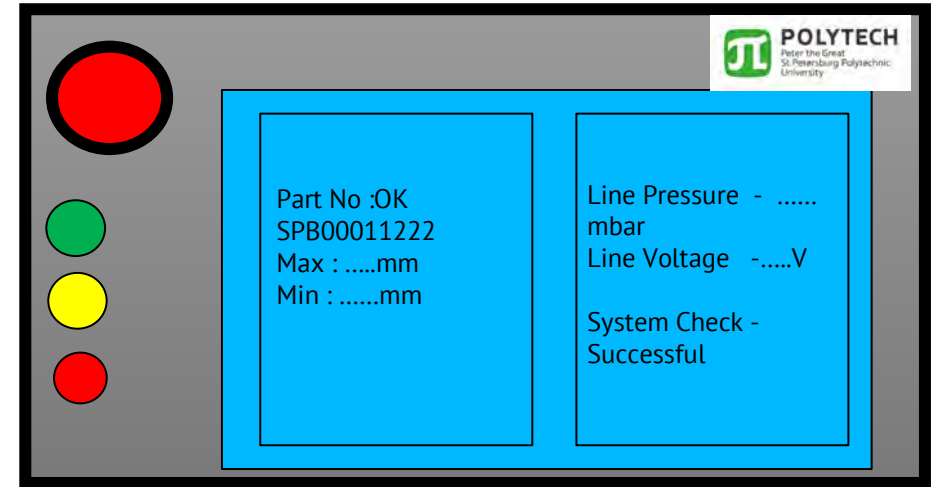 POLYTECH
Peter the Great
St. Petersburg Polytechnic
University
Part No :OK
SPB00011222
Max : .....mm
Min : ......mm
Line Pressure - ......
mbar
Line Voltage -.....V
System Check -
Successful